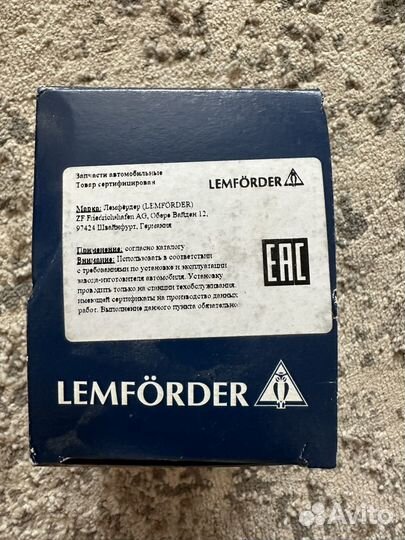 Запчасти автомобильные
Товар сертифицирован
LEMFÖRDER
Марка: Лемфёрдер (LEMFÖRDER)
ZF Friedrichshafen AG, Обере Вайден 12,
97424 Швайнфурт, Германия
Применение: согласно каталогу
Внимание: Использовать в соответствии
с требованиями по установке и эксплуатации
завода-изготовителя автомобиля. Установку
проводить только на станции техобслуживания,
имеющей сертификаты на производство данных
работ. Выполнение данного пункта обязательно.
EAC
LEMFÖRDER
Avito